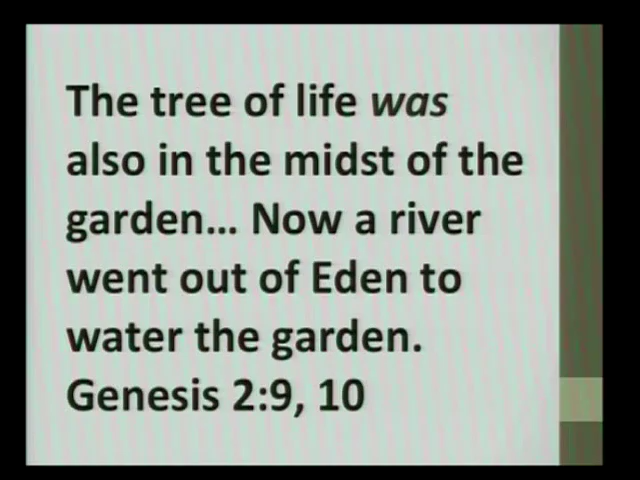 The tree of life was
also in the midst of the
garden... Now a river
went out of Eden to
water the garden.
Genesis 2:9, 10